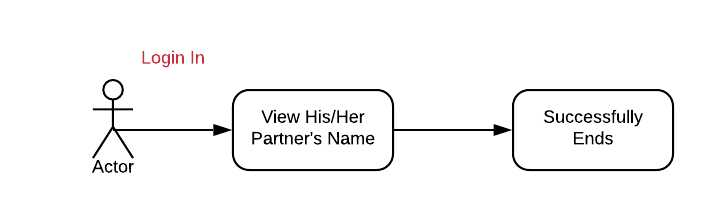 Login In
Actor
View His/Her
Partner's Name
Successfully
Ends